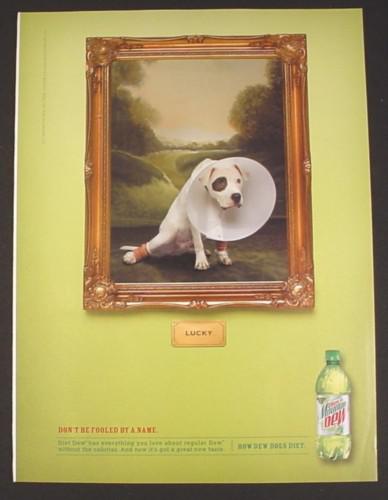 LUCKY
DON'T BE FOOLED BY A NAME.
Diet Dew has everything you love about regular Dew
without the calories. And now it's got a great new taste.
HOW DEW DOES DIET.
Diet
Mountain
Dew